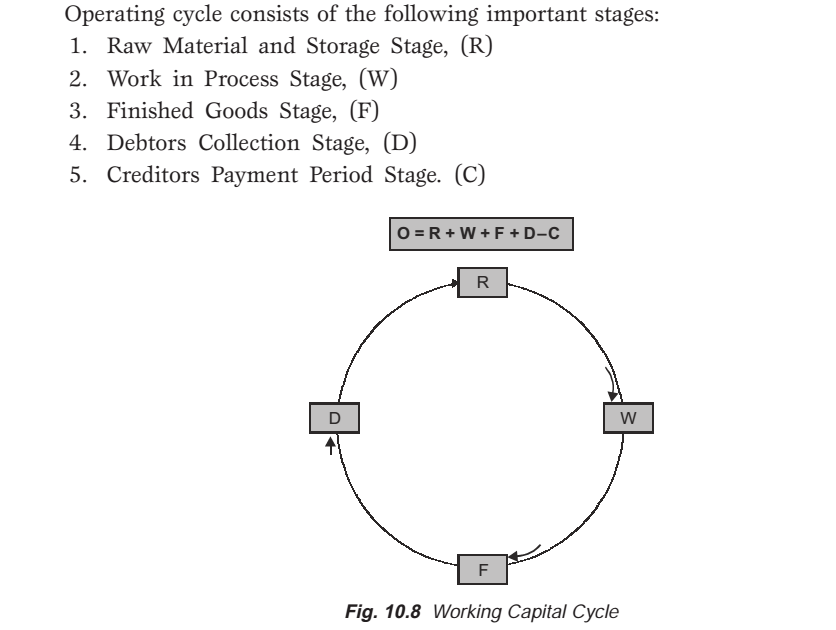 Operating cycle consists of the following important stages:
1. Raw Material and Storage Stage, (R)
2. Work in Process Stage, (W)
3. Finished Goods Stage, (F)
4. Debtors Collection Stage, (D)
5. Creditors Payment Period Stage. (C)
O = R + W + F + D–C
R
D
W
F
Fig. 10.8 Working Capital Cycle